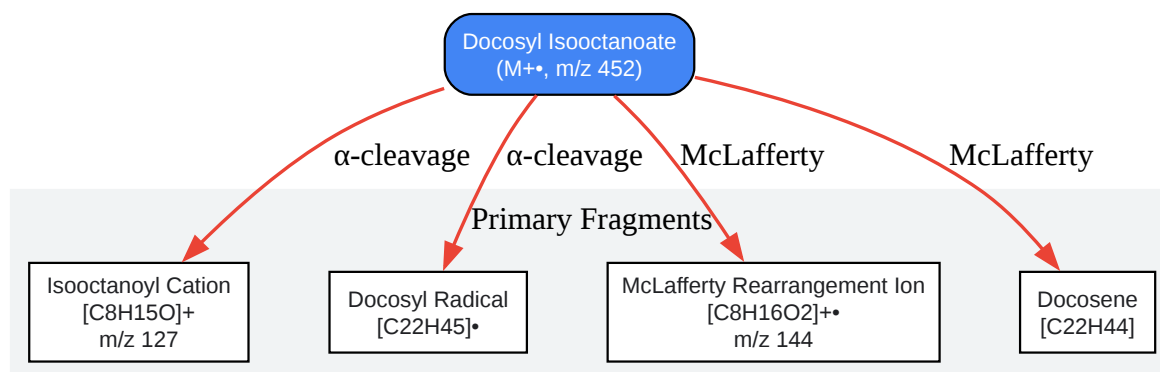 Docosyl Isooctanoate
(M+•, m/z 452)
α-cleavage
α-cleavage
McLafferty
McLafferty
Primary Fragments
Isooctanoyl Cation
[C8H15O]+
m/z 127
Docosyl Radical
[C22H45]•
McLafferty Rearrangement Ion
[C8H16O2]+•
m/z 144
Docosene
[C22H44]